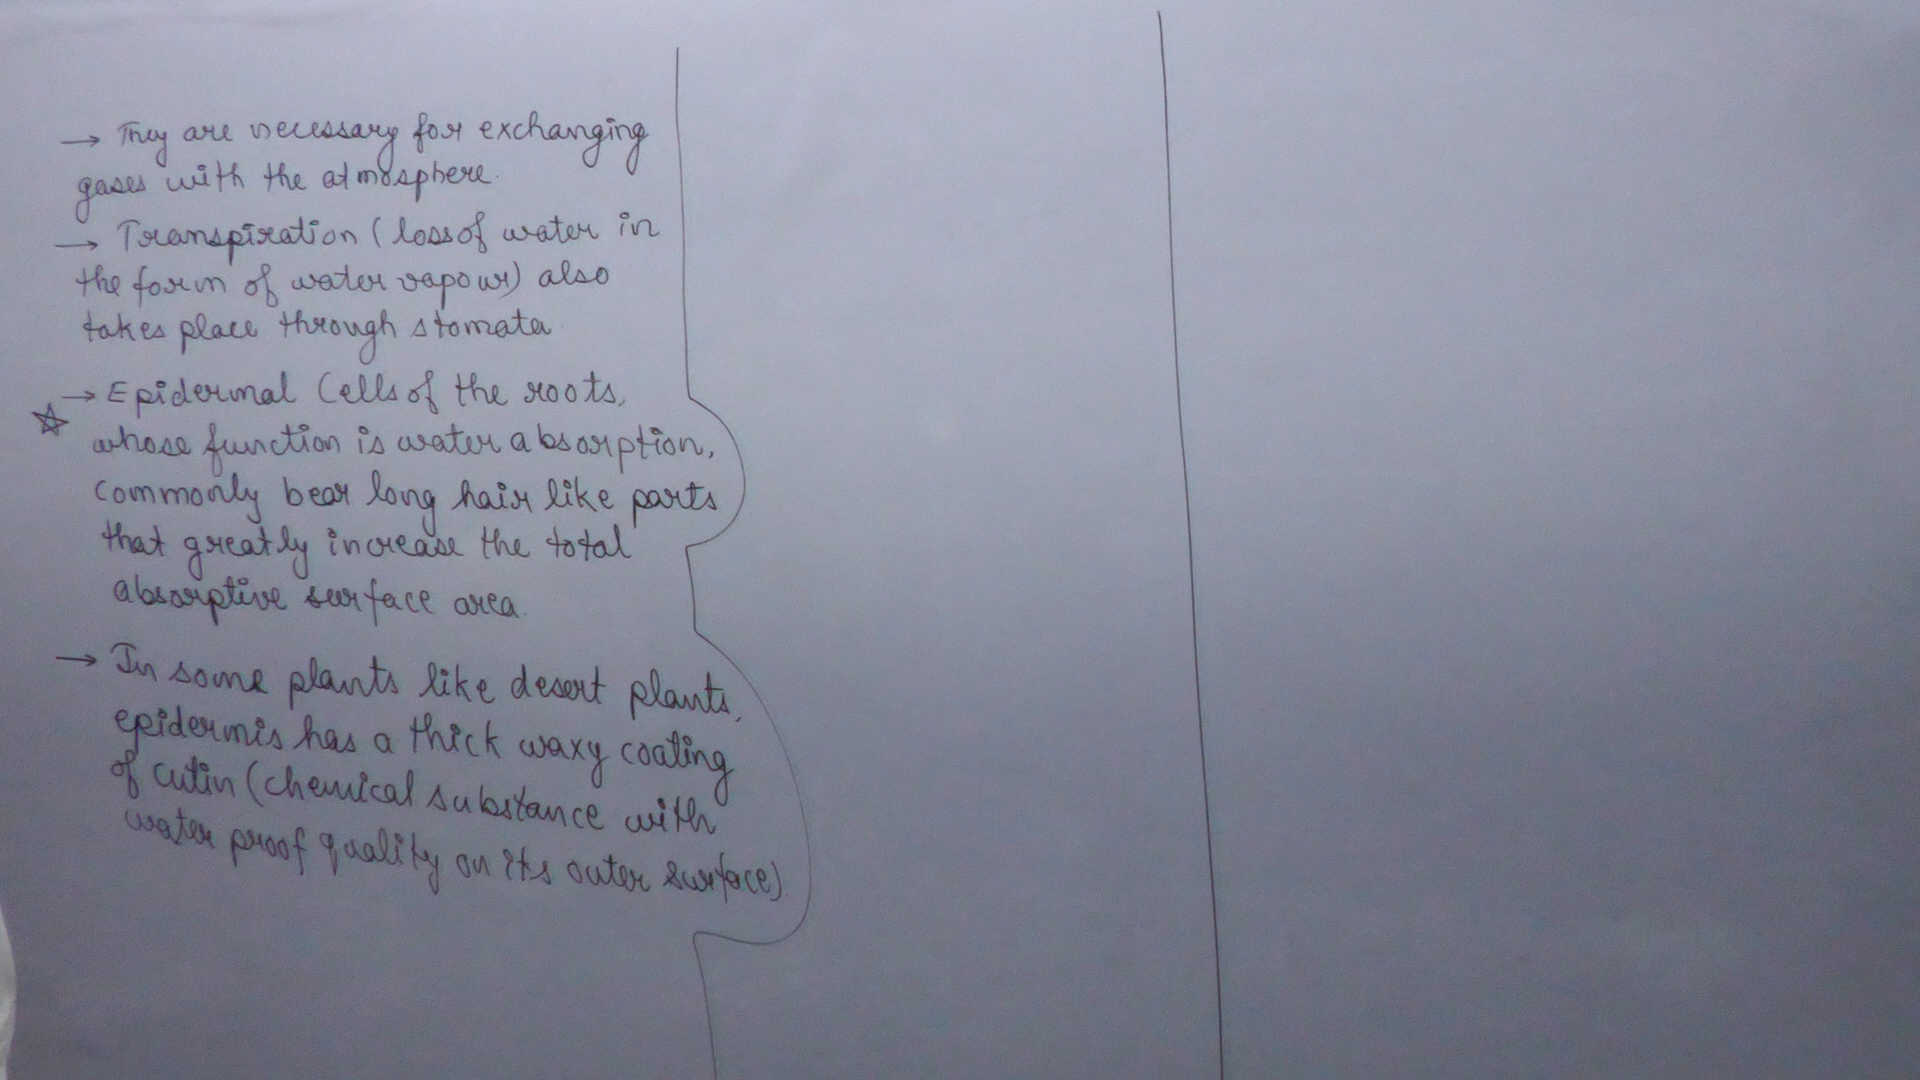 → They are necessary for exchanging
gases with the atmosphere.
→ Transpiration (loss of water in
the form of water vapour) also
takes place through stomata.
→ Epidermal Cells of the roots,
☆ whose function is water absorption,
commonly bear long hair like parts
that greatly increase the total
absorptive surface area.
→ In some plants like desert plants,
epidermis has a thick waxy coating
of cutin (chemical substance with
water proof quality on its outer surface)